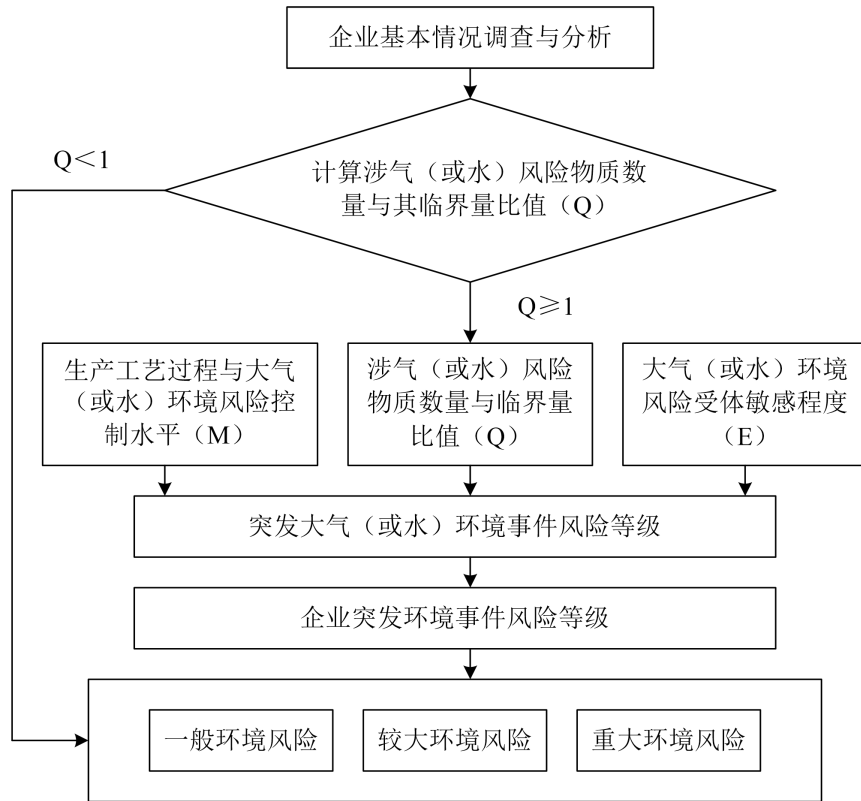 企业基本情况调查与分析
Q＜1
计算涉气（或水）风险物质数
量与其临界量比值（Q）
Q≥1
生产工艺过程与大气
（或水）环境风险控
制水平（M）
涉气（或水）风险
物质数量与临界量
比值（Q）
大气（或水）环境
风险受体敏感程度
（E）
突发大气（或水）环境事件风险等级
企业突发环境事件风险等级
一般环境风险
较大环境风险
重大环境风险